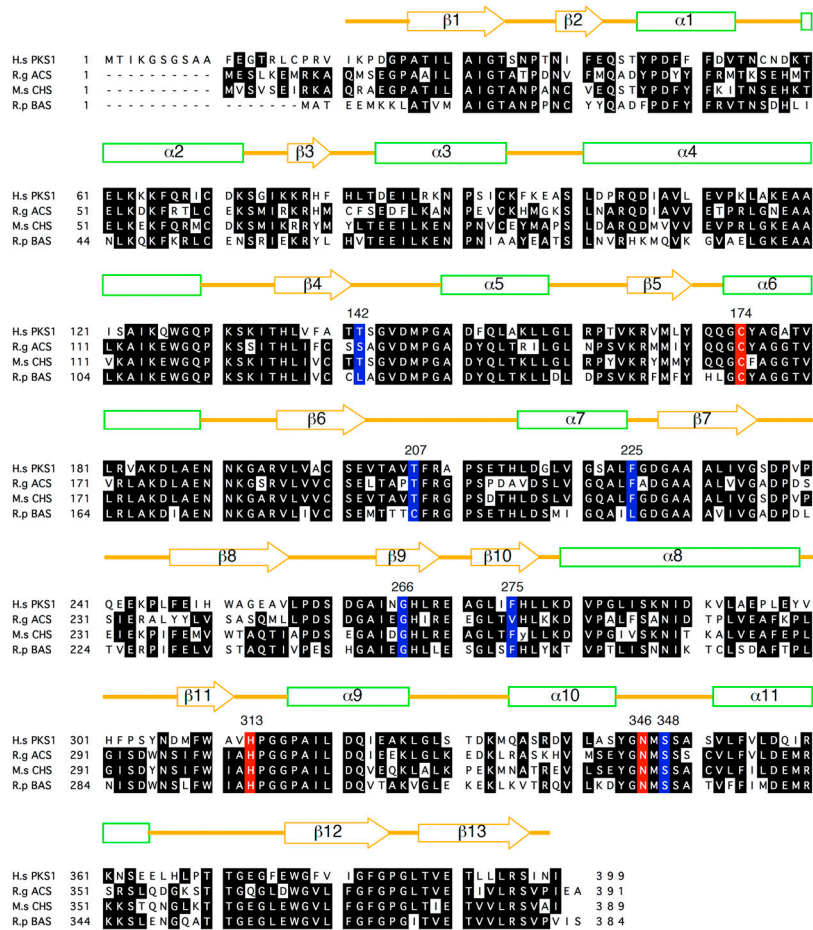 β1 β2 α1
H.s PKS1 1 MTIKGSGSAA FEGTRLCPRV IKPDGPATIL AIGTSNPTNI FEQSTYPDFF FDVTNCNDKT
R.g ACS 1 ---------- MESLKEMRKA QMSEGPAAIL AIGTATPDNV FMQADYPDYY FRMTKSEHMT
M.s CHS 1 ---------- MVSVSEIRKA QRAEGPATIL AIGTANPANC VEQSTYPDFY FKITNSEHKT
R.p BAS 1 ---------- -------MAT EEMKKLATVM AIGTANPPNC YYQADFPDFY FRVTNSDHLI
α2 β3 α3 α4
H.s PKS1 61 ELKKKFQRIC DKSGIKKRHF HLTDEILRKN PSICKFKEAS LDPRQDIAVL EVPKLAKEAA
R.g ACS 51 ELKDKFRTLC EKSMIRKRHM CFSEDFLKAN PEVCKHMGKS LNARQDIAVV ETPRLGNEAA
M.s CHS 51 ELKEKFQRMC DKSMIKRRYM YLTEEILKEN PNVCEYMAPS LDARQDMVVV EVPRLGKEAA
R.p BAS 44 NLKQKFKRLC ENSRIEKRYL HVTEEILKEN PNIAAYEATS LNVRHKMQVK GVAELGKEAA
β4 α5 β5 α6
142 174
H.s PKS1 121 ISAIKQWGQP KSKITHLVFA TTSGVDMPGA DFQLAKLLGL RPTVKRVMLY QQGCYAGATV
R.g ACS 111 LKAIKEWGQP KSSITHLIFC SSSGVDMPGA DYQLTRILGL NPSVKRMMIY QQGCYAGGTV
M.s CHS 111 VKAIKEWGQP KSKITHLIVC TTSGVDMPGA DYQLTKLLGL RPYVKRYMMY QQGCFAGGTV
R.p BAS 104 LKAIKEWGQP KSKITHLIVC CLAGVDMPGA DYQLTKLLDL DPSVKRFMFY HLGCYAGGTV
β6 α7 β7
207 225
H.s PKS1 181 LRVAKDLAEN NKGARVLVAC SEVTAVTFRA PSETHLDGLV GSALFGDGAA ALIVGSDPVP
R.g ACS 171 VRLAKDLAEN NKGSRVLVVC SELTAPTFRG PSPDAVDSLV GQALFADGAA ALVVGADPDS
M.s CHS 171 LRLAKDLAEN NKGARVLVVC SEVTAVTFRG PSDTHLDSLV GQALFGDGAA ALIVGSDPVP
R.p BAS 164 LRLAKDIAEN NKGARVLIVC SEMTTTCFRG PSETHLDSMI GQAILGDGAA AVIVGADPDL
β8 β9 β10 α8
266 275
H.s PKS1 241 QEEKPLFEIH WAGEAVLPDS DGAINGHLRE AGLIFHLLKD VPGLISKNID KVLAEPLEYV
R.g ACS 231 SIERALYYLV SASQMLLPDS DGAIEGHIRE EGLTVHLLKD VPALFSANID TPLVEAFKPL
M.s CHS 231 EIEKPIFEMV WTAQTIAPDS EGAIDGHLRE AGLTFyLLKD VPGIVSKNIT KALVEAFEPL
R.p BAS 224 TVERPIFELV STAQTIVPES HGAIEGHLLE SGLSFHLYKT VPTLISNNIK TCLSDAFTPL
β11 α9 α10 α11
313 346 348
H.s PKS1 301 HFPSYNDMFW AVHPGGPAIL DQIEAKLGLS TDKMQASRDV LASYGNMSSA SVLFVLDQIR
R.g ACS 291 GISDWNSIFW IAHPGGPAIL DQIEEKLGLK EDKLRASKHV MSEYGNMSSS CVLFVLDEMR
M.s CHS 291 GISDYNSIFW IAHPGGPAIL DQVEQKLALK PEKMNATREV LSEYGNMSSA CVLFILDEMR
R.p BAS 284 NISDWNSLFW IAHPGGPAIL DQVTAKVGLE KEKLKVTRQV LKDYGNMSSA TVFFIMDEMR
β12 β13
H.s PKS1 361 KNSEELHLPT TGEGFEWGFV IGFGPGLTVE TLLLRSINI 399
R.g ACS 351 SRSLQDGKST TGQGLDWGVL FGFGPGLTVE TIVLRSVPIEA 391
M.s CHS 351 KKSTQNGLKT TGEGLEWGVL FGFGPGLTIE TVVLRSVAI 389
R.p BAS 344 KKSLENGQAT TGEGLEWGVL FGFGPGITVE TVVLRSVPVIS 384